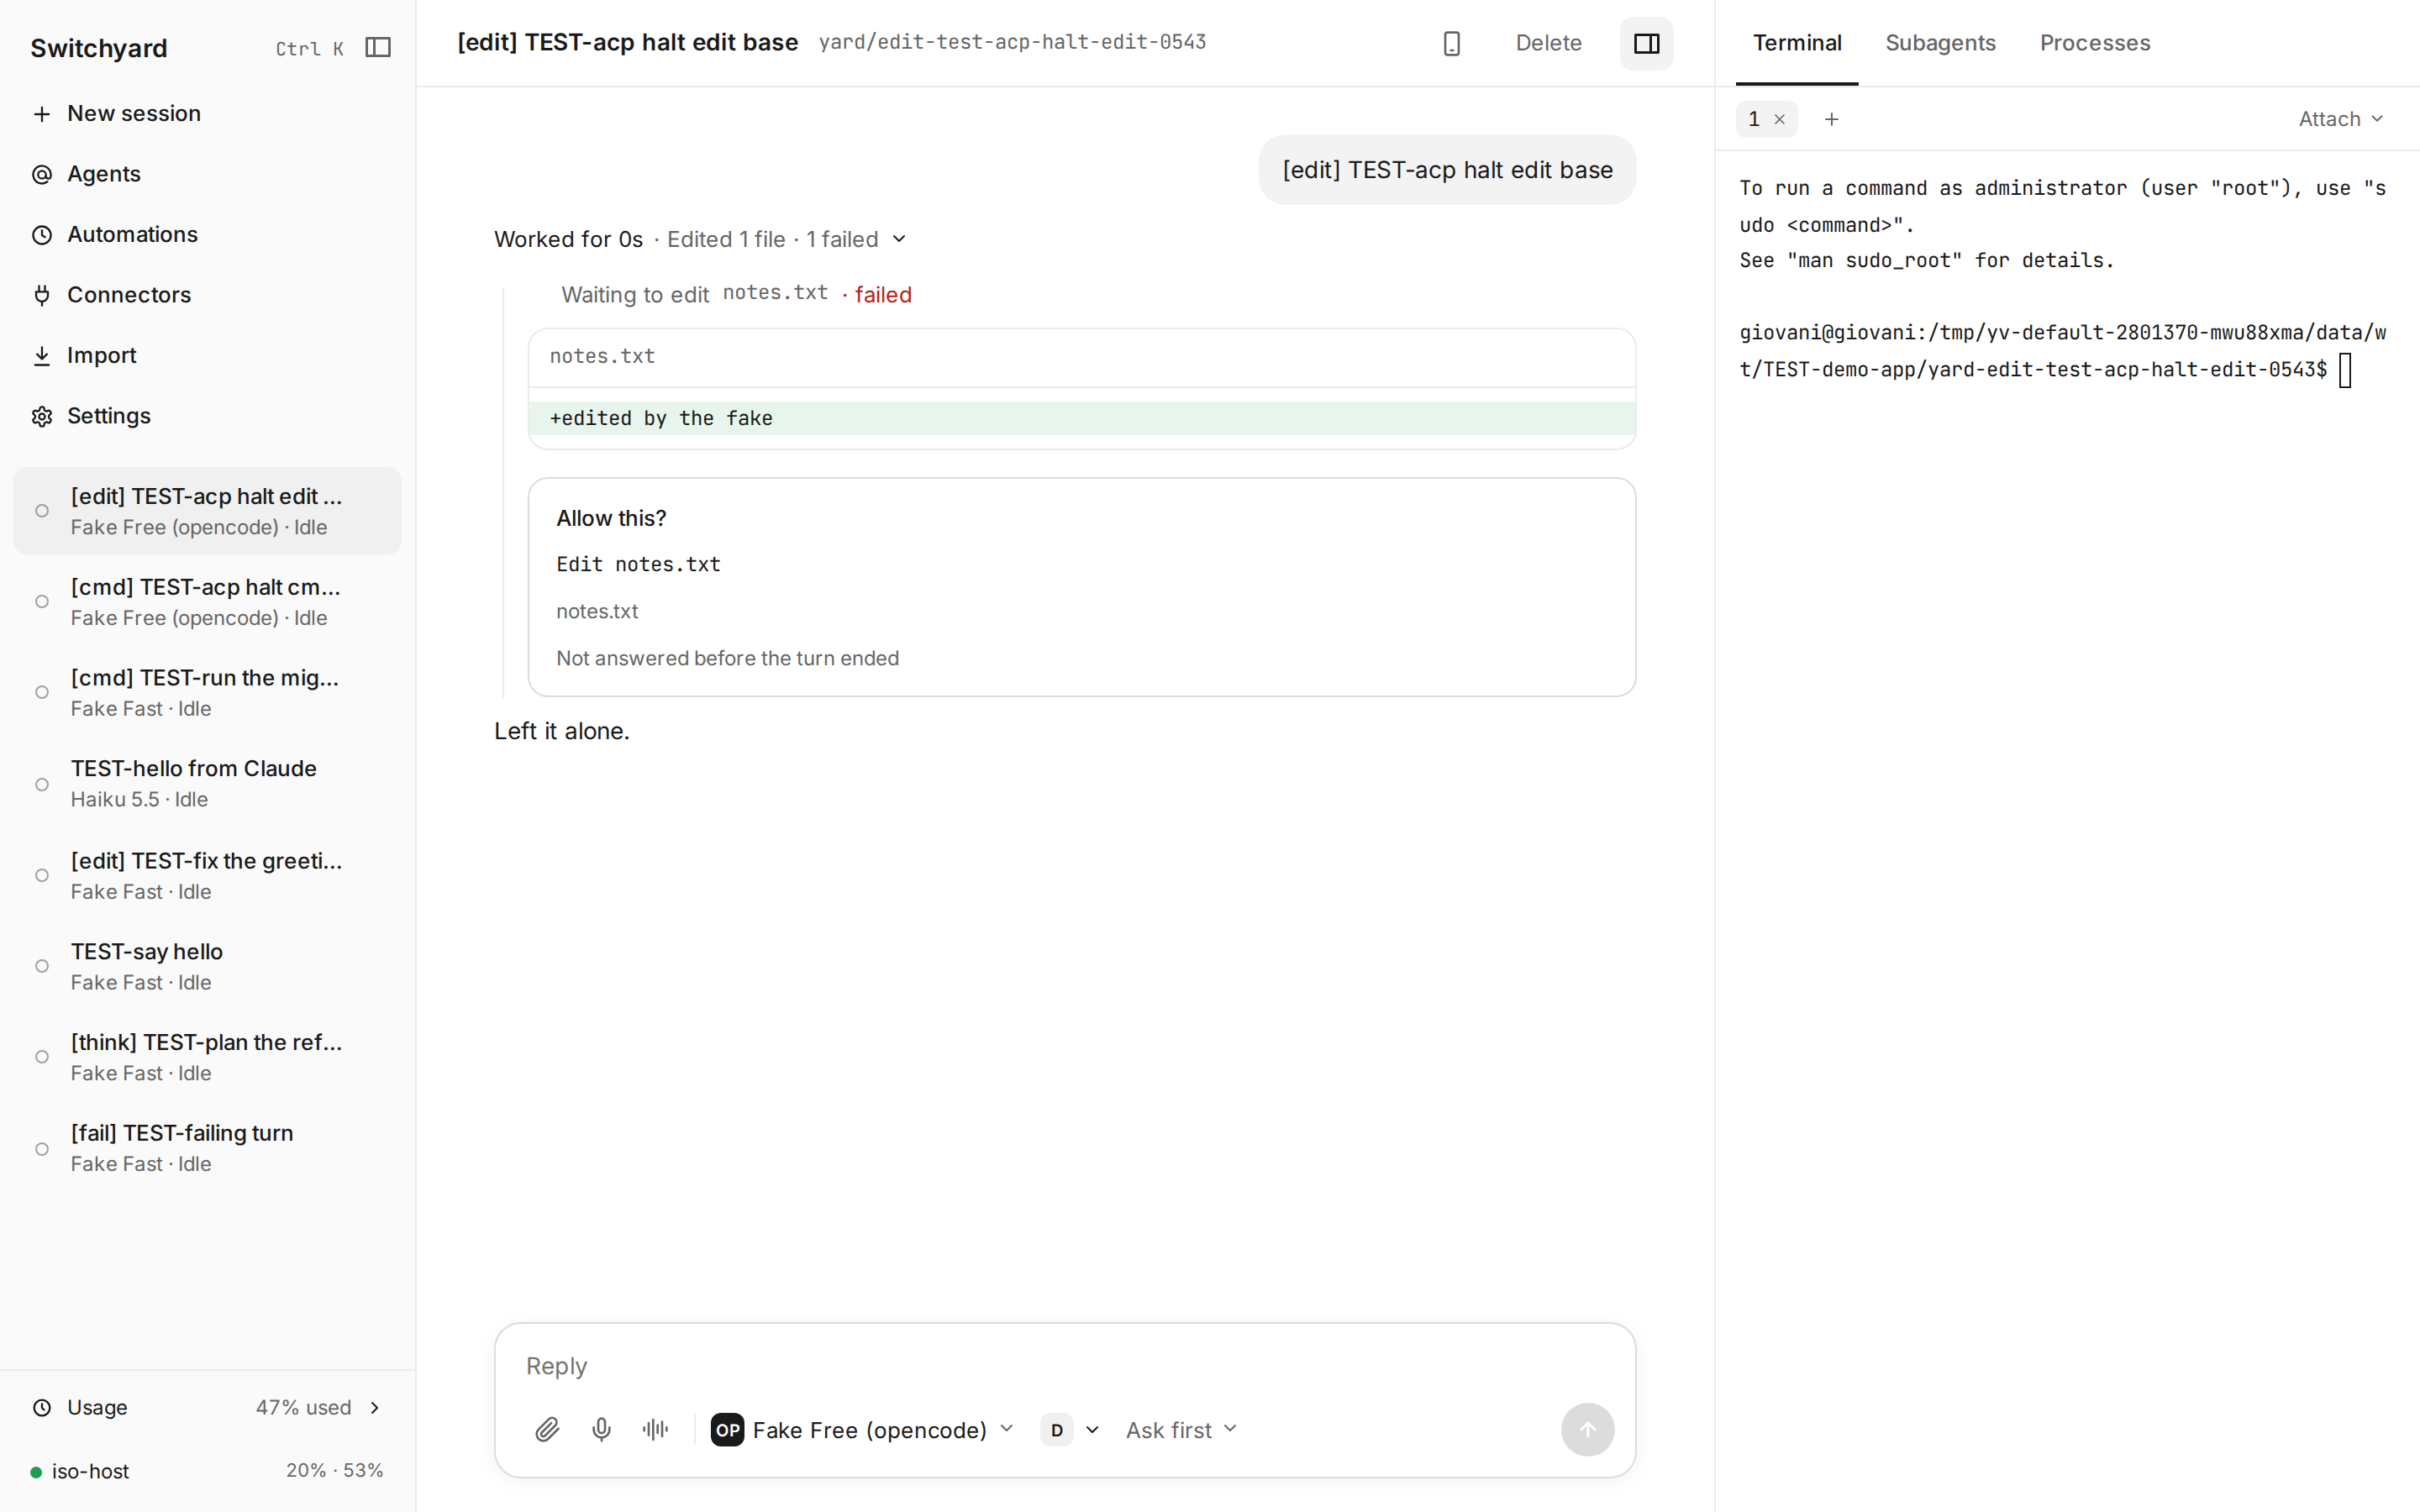 Switchyard
Ctrl K
New session
Agents
Automations
Connectors
Import
Settings
[edit] TEST-acp halt edit ...
Fake Free (opencode) · Idle
[cmd] TEST-acp halt cm...
Fake Free (opencode) · Idle
[cmd] TEST-run the mig...
Fake Fast · Idle
TEST-hello from Claude
Haiku 5.5 · Idle
[edit] TEST-fix the greeti...
Fake Fast · Idle
TEST-say hello
Fake Fast · Idle
[think] TEST-plan the ref...
Fake Fast · Idle
[fail] TEST-failing turn
Fake Fast · Idle
Usage 47% used
iso-host 20% · 53%
[edit] TEST-acp halt edit base yard/edit-test-acp-halt-edit-0543 Delete
[edit] TEST-acp halt edit base
Worked for 0s · Edited 1 file · 1 failed
Waiting to edit notes.txt · failed
notes.txt
+edited by the fake
Allow this?
Edit notes.txt
notes.txt
Not answered before the turn ended
Left it alone.
Reply
OP Fake Free (opencode) D Ask first
Terminal Subagents Processes
1 Attach
To run a command as administrator (user "root"), use "s
udo <command>".
See "man sudo_root" for details.
giovani@giovani:/tmp/yv-default-2801370-mwu88xma/data/w
t/TEST-demo-app/yard-edit-test-acp-halt-edit-0543$